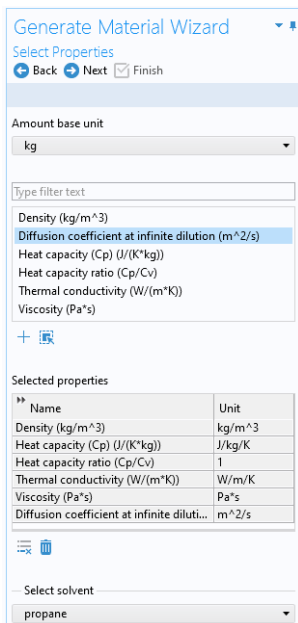 Generate Material Wizard
Select Properties
Back Next Finish
Amount base unit
kg
Type filter text
Density (kg/m^3)
Diffusion coefficient at infinite dilution (m^2/s)
Heat capacity (Cp) (J/(K*kg))
Heat capacity ratio (Cp/Cv)
Thermal conductivity (W/(m*K))
Viscosity (Pa*s)
Selected properties
Name Unit
Density (kg/m^3) kg/m^3
Heat capacity (Cp) (J/(K*kg)) J/kg/K
Heat capacity ratio (Cp/Cv) 1
Thermal conductivity (W/(m*K)) W/m/K
Viscosity (Pa*s) Pa*s
Diffusion coefficient at infinite diluti... m^2/s
Select solvent
propane